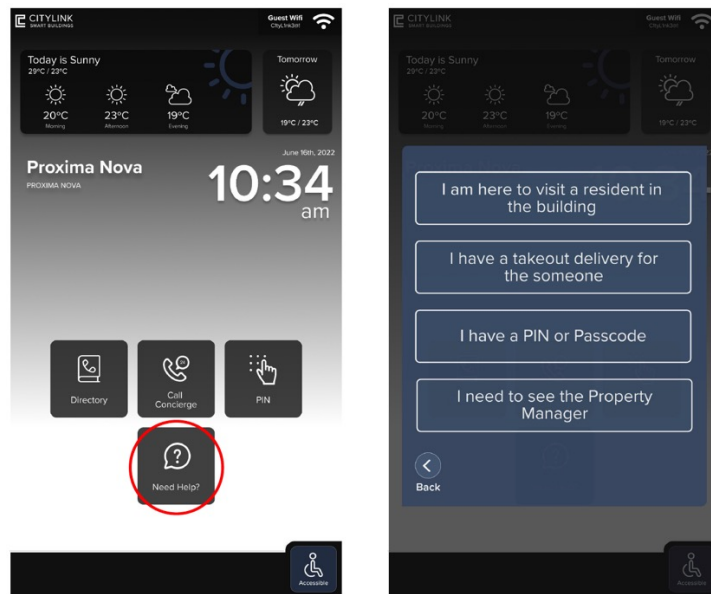 CITYLINK
SMART BUILDINGS
Guest Wifi
Today is Sunny
29°C / 23°C
20°C
23°C
19°C
Morning
Afternoon
Evening
Tomorrow
19°C / 23°C
June 16th, 2022
Proxima Nova
PROXIMA NOVA
10:34
am
Directory
Call
Concierge
PIN
Need Help?
Accessible
CITYLINK
SMART BUILDINGS
Guest Wifi
Today is Sunny
29°C / 23°C
Tomorrow
20°C
23°C
19°C
Morning
Afternoon
Evening
19°C / 23°C
I am here to visit a resident in
the building
I have a takeout delivery for
the someone
I have a PIN or Passcode
I need to see the Property
Manager
Back
Accessible